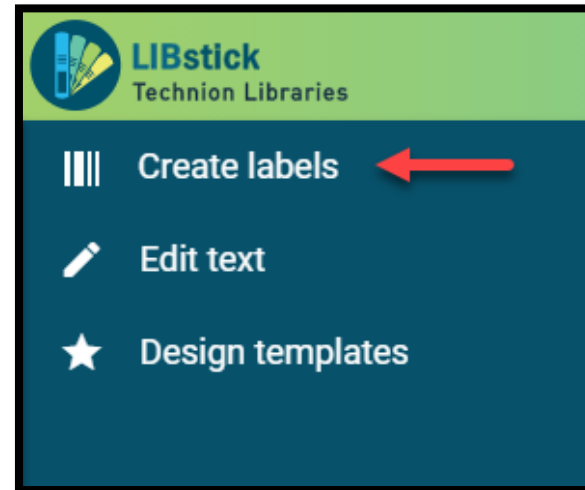 LIBstick
Technion Libraries
Create labels
Edit text
Design templates